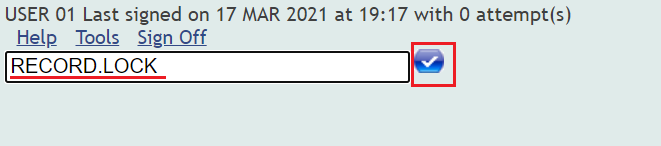 USER 01 Last signed on 17 MAR 2021 at 19:17 with 0 attempt(s)
Help Tools Sign Off
RECORD.LOCK